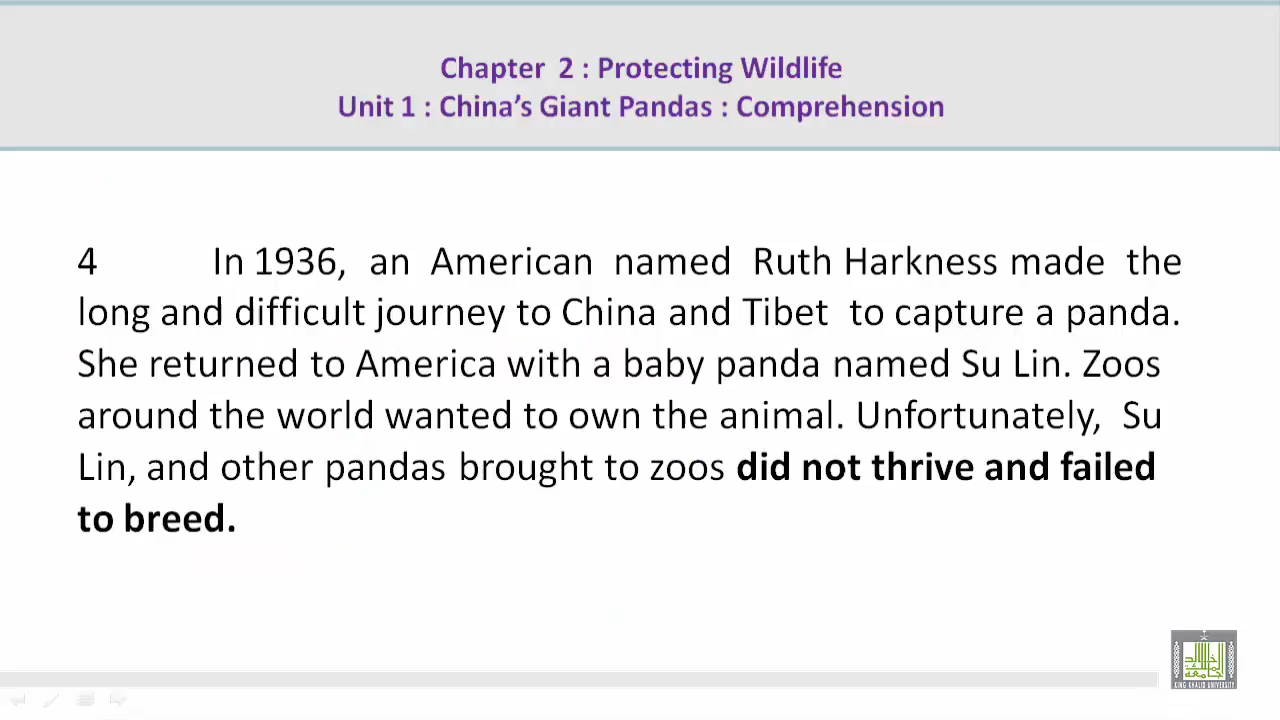 Chapter 2 : Protecting Wildlife
Unit 1 : China's Giant Pandas : Comprehension
4 In 1936, an American named Ruth Harkness made the
long and difficult journey to China and Tibet to capture a panda.
She returned to America with a baby panda named Su Lin. Zoos
around the world wanted to own the animal. Unfortunately, Su
Lin, and other pandas brought to zoos did not thrive and failed
to breed.
KING KHALID UNIVERSITY